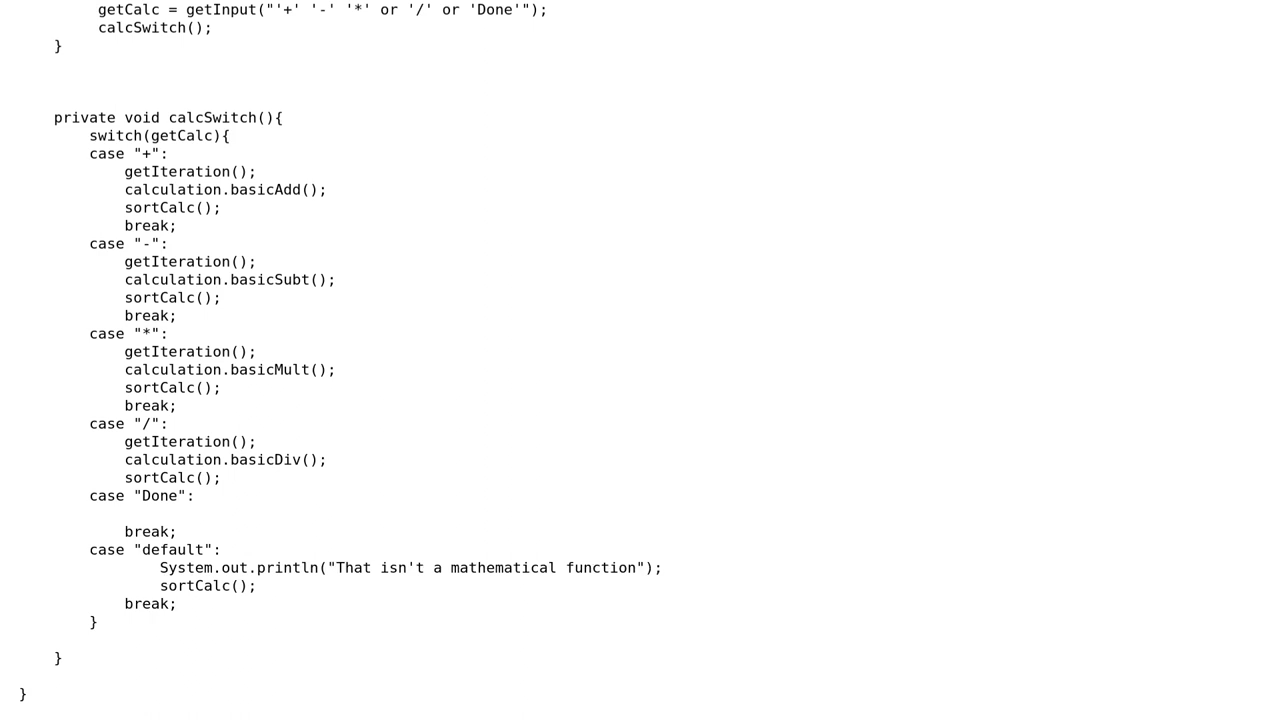 getCalc = getInput("'+' '-' '*' or '/' or 'Done'");
calcSwitch();
}
private void calcSwitch(){
switch(getCalc){
case "+":
getIteration();
calculation.basicAdd();
sortCalc();
break;
case "-":
getIteration();
calculation.basicSubt();
sortCalc();
break;
case "*":
getIteration();
calculation.basicMult();
sortCalc();
break;
case "/":
getIteration();
calculation.basicDiv();
sortCalc();
case "Done":
break;
case "default":
System.out.println("That isn't a mathematical function");
sortCalc();
break;
}
}
}